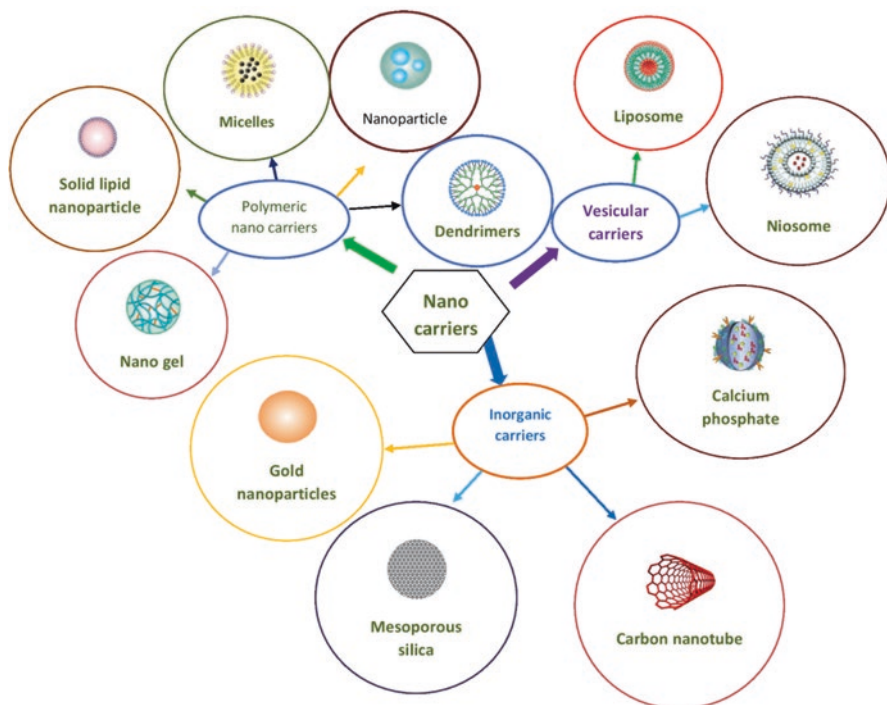 Micelles
Nanoparticle
Liposome
Solid lipid
nanoparticle
Polymeric
nano carriers
Dendrimers
Vesicular
carriers
Niosome
Nano
carriers
Nano gel
Calcium
phosphate
Inorganic
carriers
Gold
nanoparticles
Mesoporous
silica
Carbon nanotube